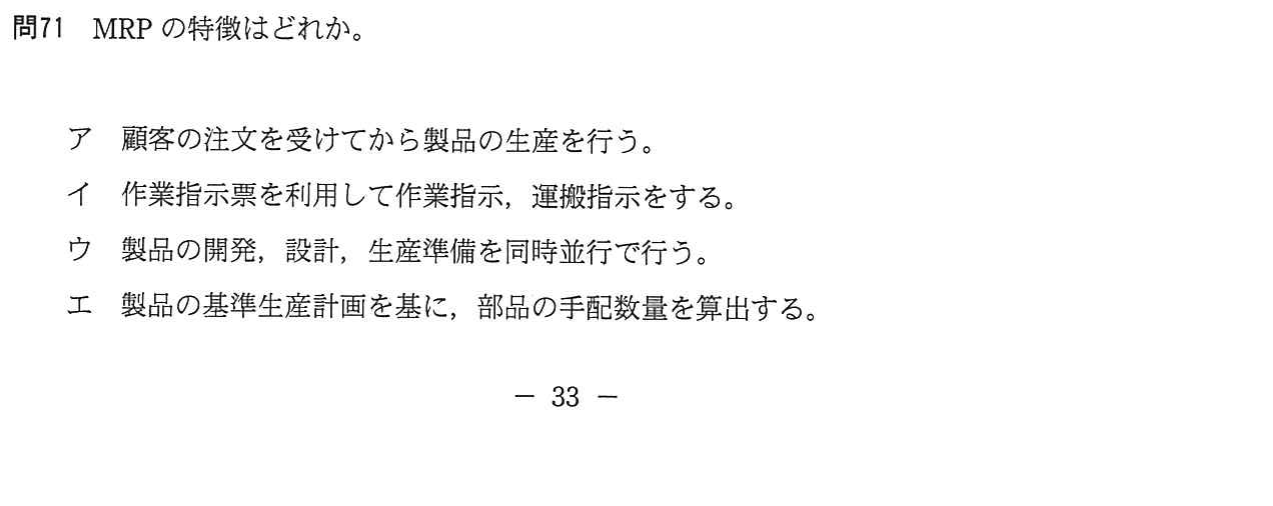 問71　MRP の特徴はどれか。
ア　顧客の注文を受けてから製品の生産を行う。
イ　作業指示票を利用して作業指示，運搬指示をする。
ウ　製品の開発，設計，生産準備を同時並行で行う。
エ　製品の基準生産計画を基に，部品の手配数量を算出する。
－ 33 －